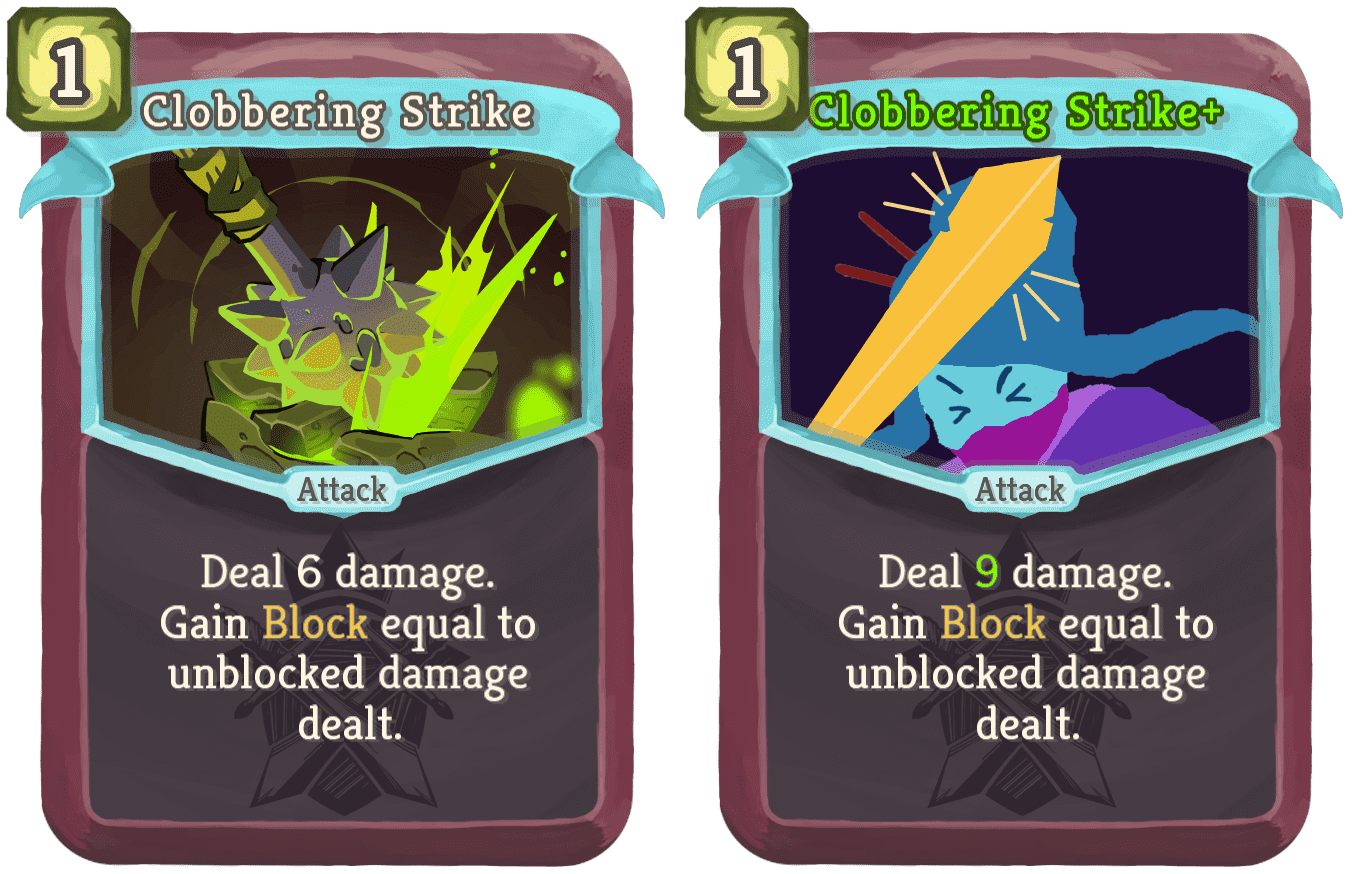 1
Clobbering Strike
Attack
Deal 6 damage.
Gain Block equal to
unblocked damage
dealt.
1
Clobbering Strike+
Attack
Deal 9 damage.
Gain Block equal to
unblocked damage
dealt.